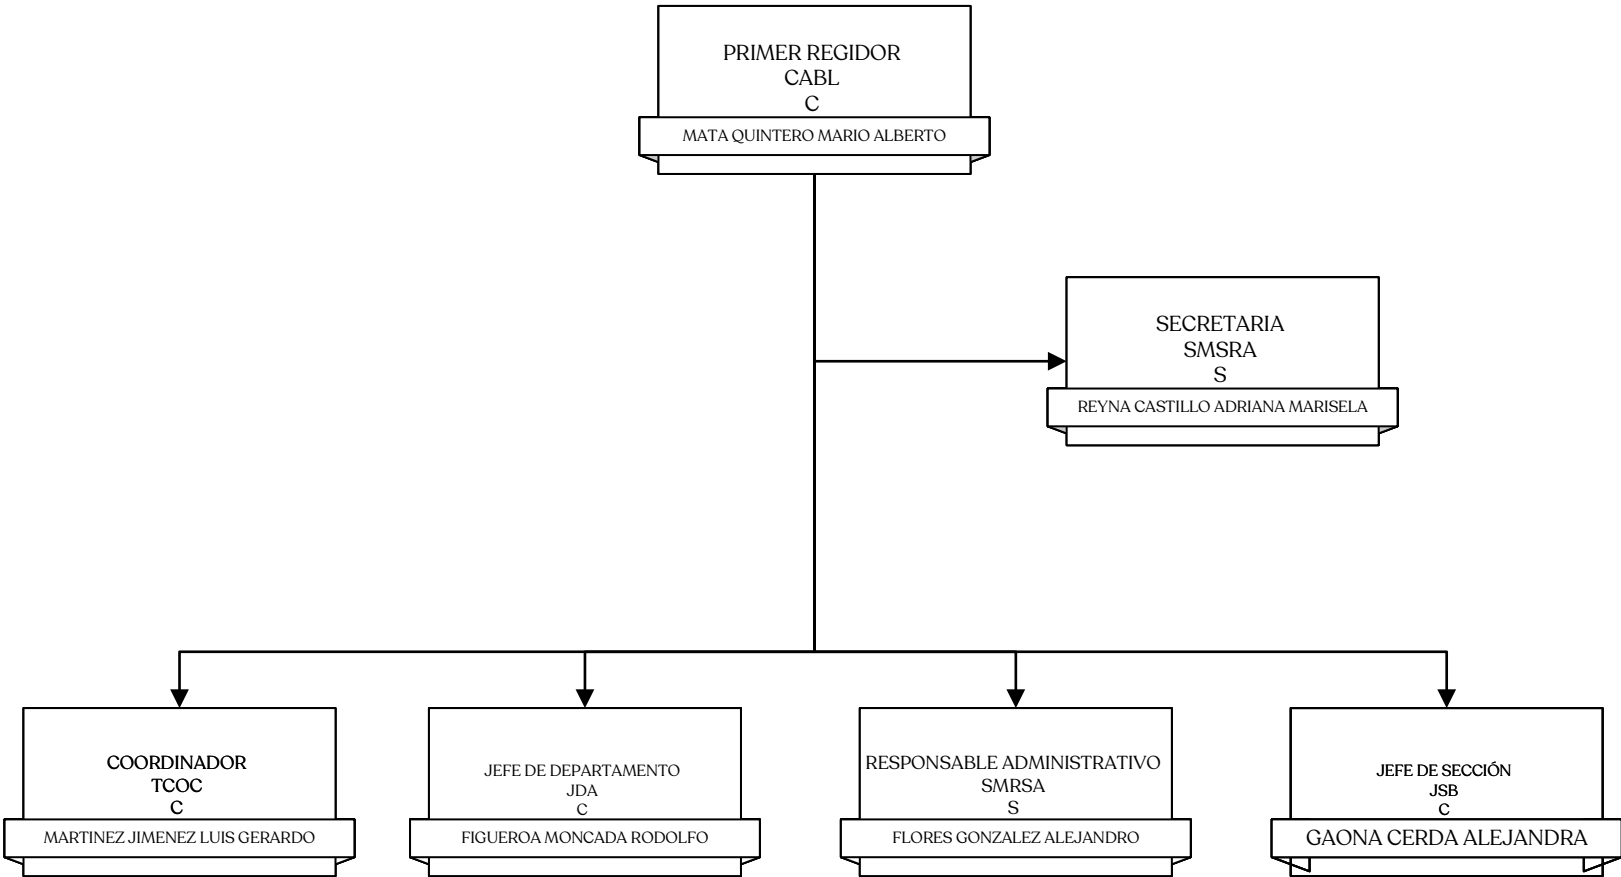 PRIMER REGIDOR
CABL
C
MATA QUINTERO MARIO ALBERTO
SECRETARIA
SMSRA
S
REYNA CASTILLO ADRIANA MARISELA
COORDINADOR
TCOC
C
MARTINEZ JIMENEZ LUIS GERARDO
JEFE DE DEPARTAMENTO
JDA
C
FIGUEROA MONCADA RODOLFO
RESPONSABLE ADMINISTRATIVO
SMRSA
S
FLORES GONZALEZ ALEJANDRO
JEFE DE SECCIÓN
JSB
C
GAONA CERDA ALEJANDRA